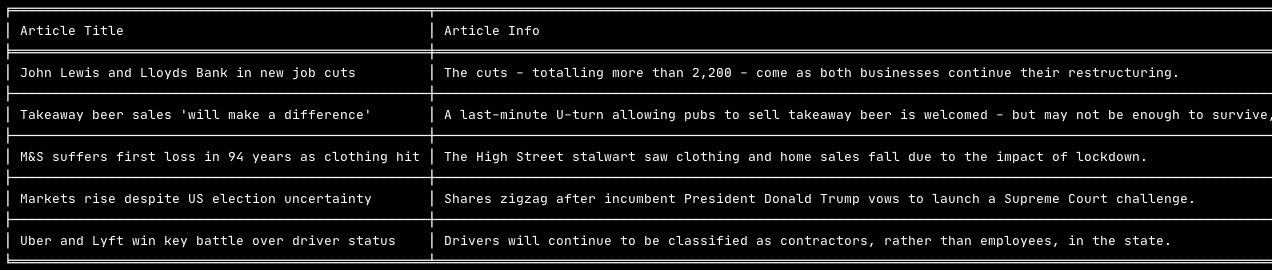 Article Title
Article Info
John Lewis and Lloyds Bank in new job cuts
The cuts - totalling more than 2,200 - come as both businesses continue their restructuring.
Takeaway beer sales 'will make a difference'
A last-minute U-turn allowing pubs to sell takeaway beer is welcomed - but may not be enough to survive,
M&S suffers first loss in 94 years as clothing hit
The High Street stalwart saw clothing and home sales fall due to the impact of lockdown.
Markets rise despite US election uncertainty
Shares zigzag after incumbent President Donald Trump vows to launch a Supreme Court challenge.
Uber and Lyft win key battle over driver status
Drivers will continue to be classified as contractors, rather than employees, in the state.